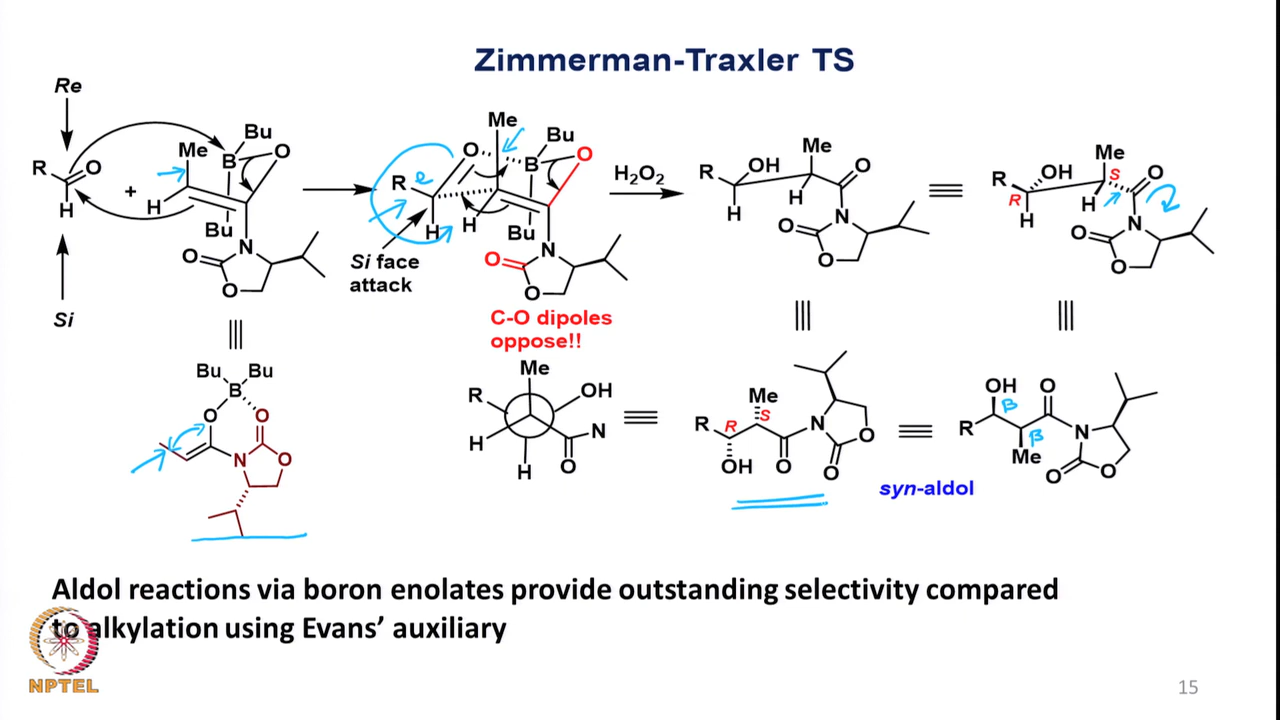 Zimmerman-Traxler TS
Re
R
O
H
Si
+
Me
Bu
B
O
H
Bu
N
O
O
Me
O
Bu
B
O
R
e
H
H
Bu
Si face
attack
O
N
O
C-O dipoles
oppose!!
H₂O₂
R
OH
Me
O
H
H
N
O
O
R
OH
Me
S
O
R
H
H
N
O
O
Bu
Bu
B
O
O
N
O
Me
R
OH
H
N
H
O
Me
R
R
S
N
O
OH
O
O
OH
O
β
R
β
N
Me
O
O
syn-aldol
Aldol reactions via boron enolates provide outstanding selectivity compared
to alkylation using Evans' auxiliary
NPTEL
15